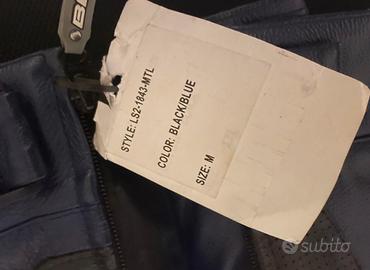 STYLE: LS2-1843-MTL
COLOR: BLACK/BLUE
SIZE: M
subito